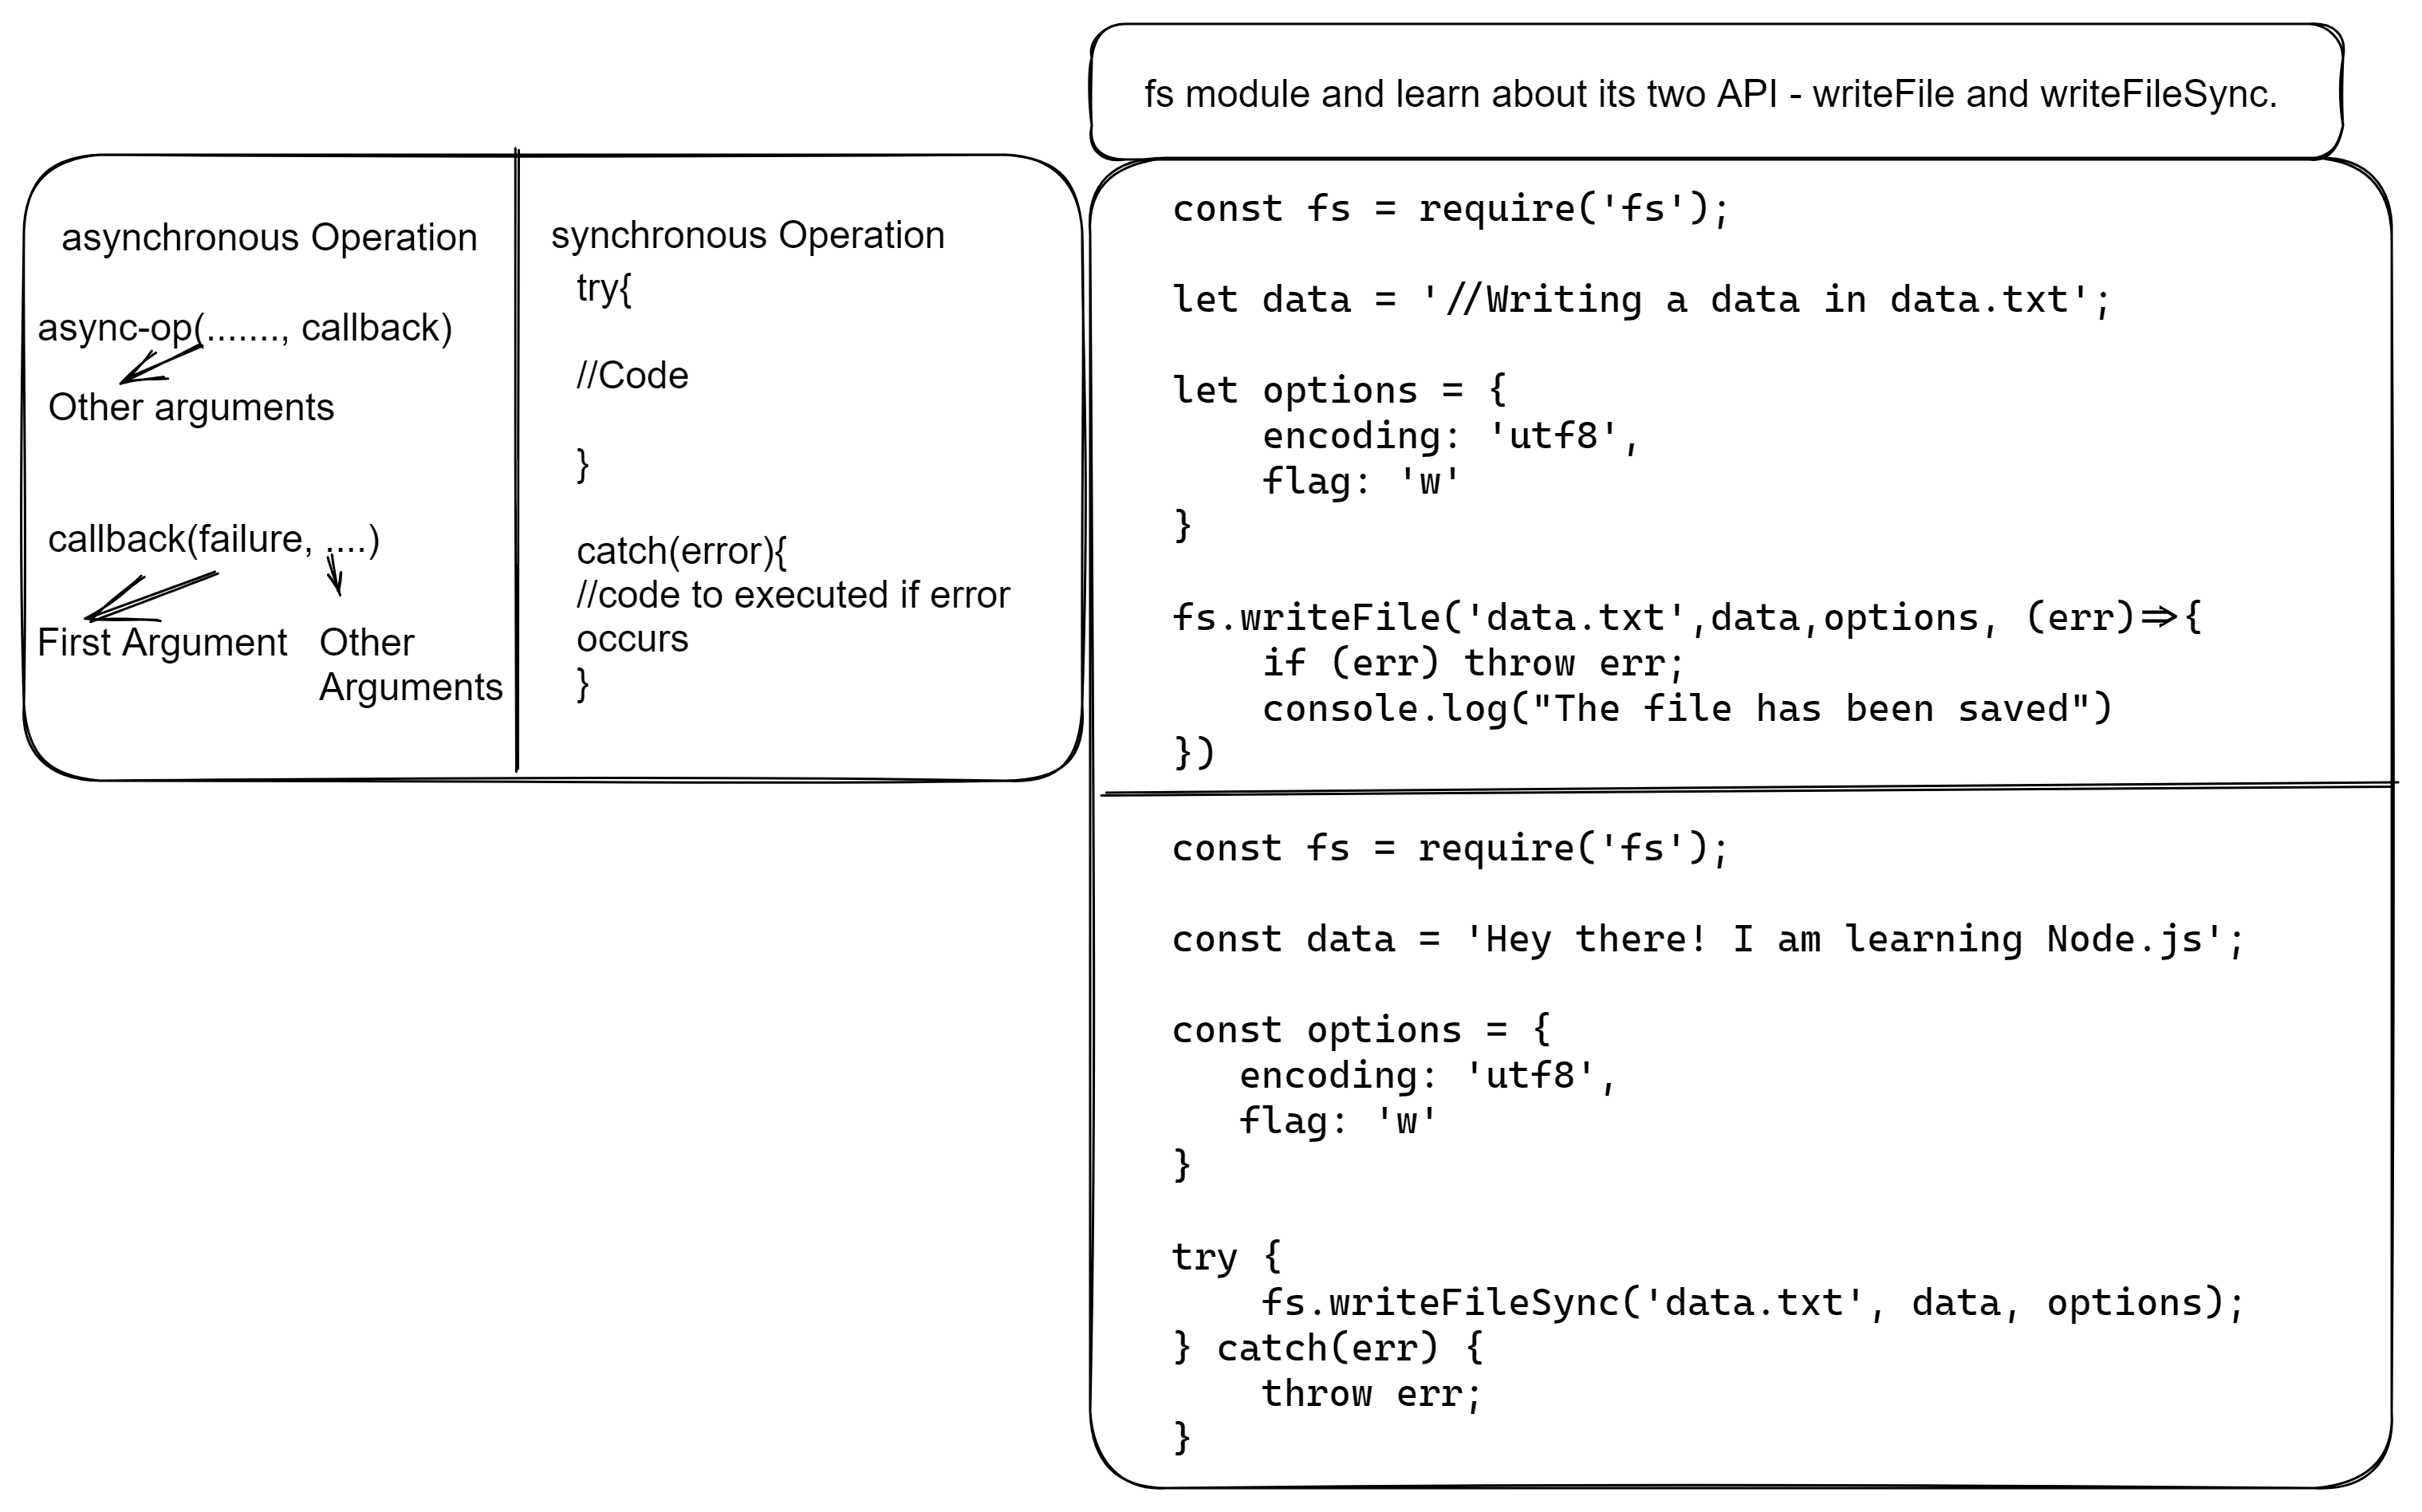 fs module and learn about its two API - writeFile and writeFileSync.
asynchronous Operation
async-op(......., callback)
Other arguments
callback(failure, ....)
First Argument
Other
Arguments
synchronous Operation
try{
//Code
}
catch(error){
//code to executed if error
occurs
}
const fs = require('fs');
let data = '//Writing a data in data.txt';
let options = {
    encoding: 'utf8',
    flag: 'w'
}
fs.writeFile('data.txt',data,options, (err)=>{
    if (err) throw err;
    console.log("The file has been saved")
})
const fs = require('fs');
const data = 'Hey there! I am learning Node.js';
const options = {
   encoding: 'utf8',
   flag: 'w'
}
try {
    fs.writeFileSync('data.txt', data, options);
} catch(err) {
    throw err;
}